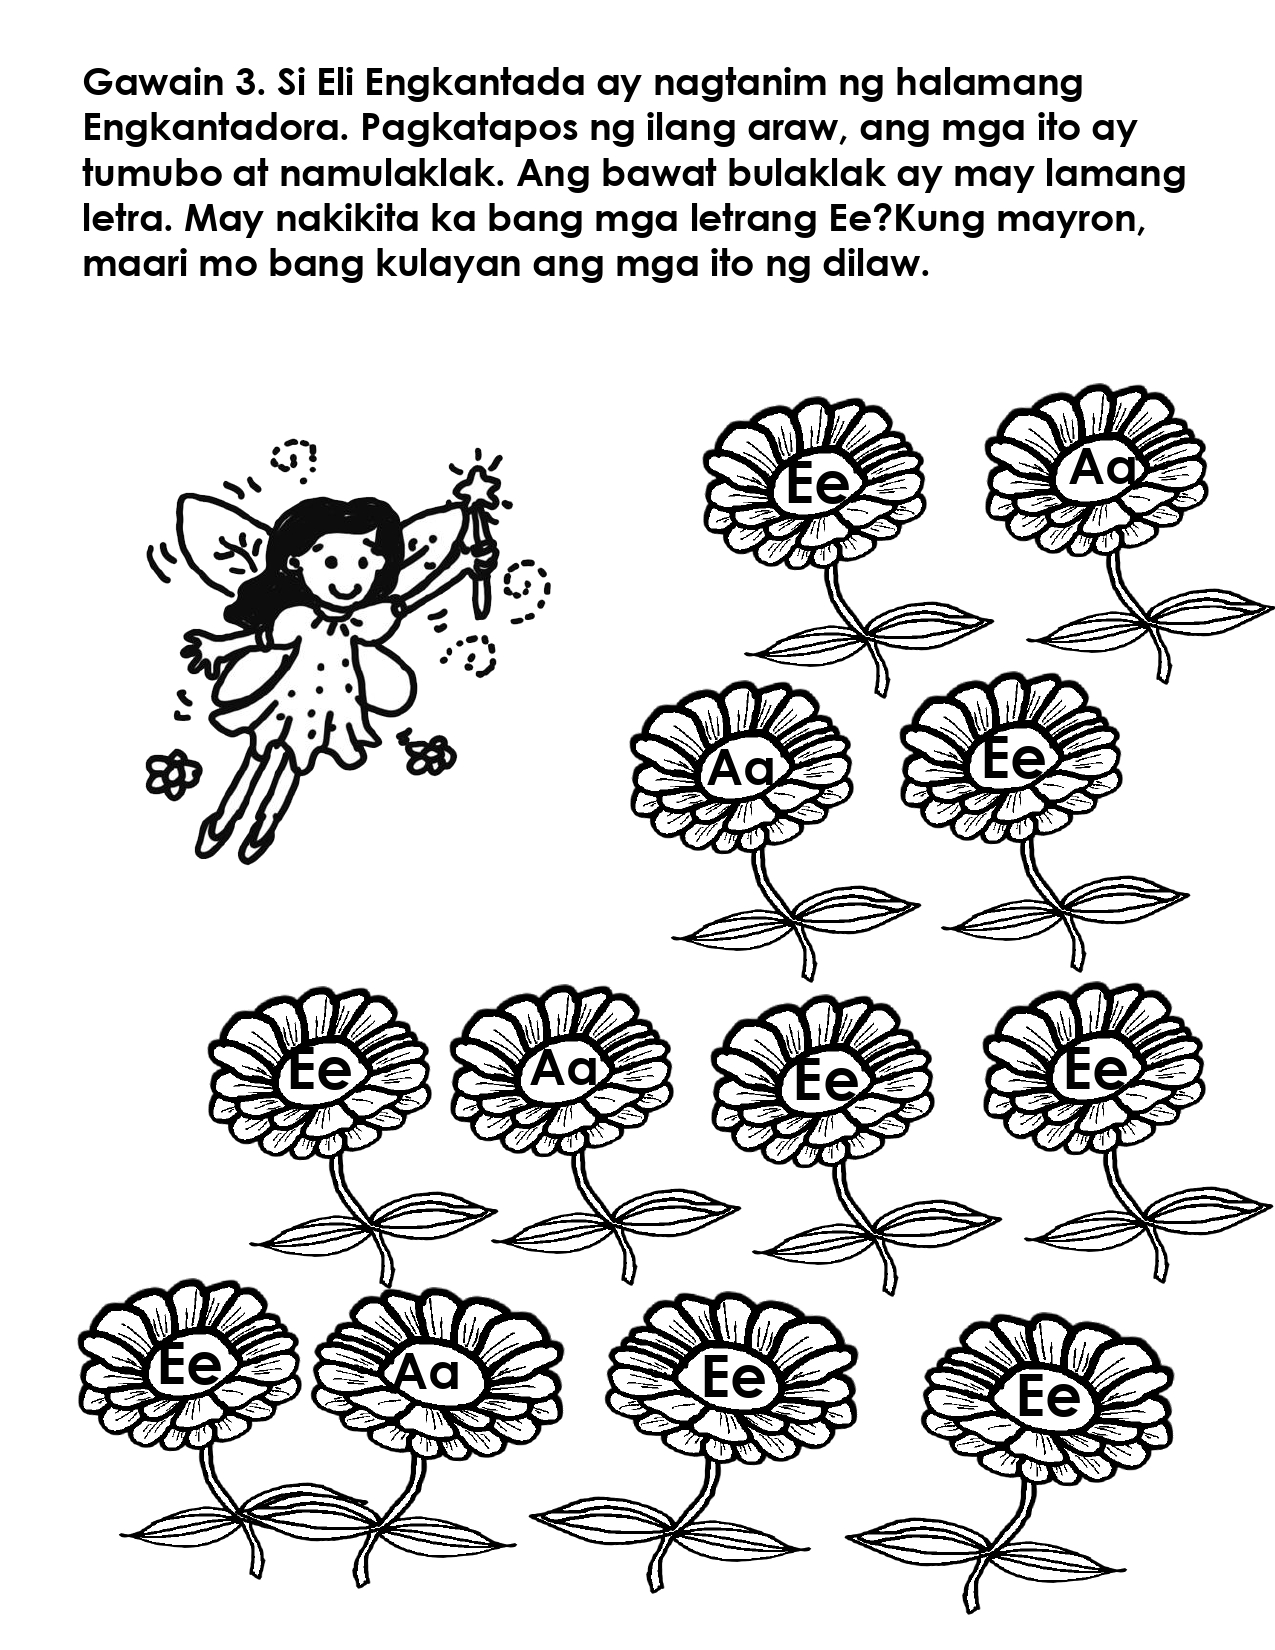 Gawain 3. Si Eli Engkantada ay nagtanim ng halamang
Engkantadora. Pagkatapos ng ilang araw, ang mga ito ay
tumubo at namulaklak. Ang bawat bulaklak ay may lamang
letra. May nakikita ka bang mga letrang Ee?Kung mayron,
maari mo bang kulayan ang mga ito ng dilaw.
Ee Aa
Aa Ee
Ee Aa Ee Ee
Ee Aa Ee Ee